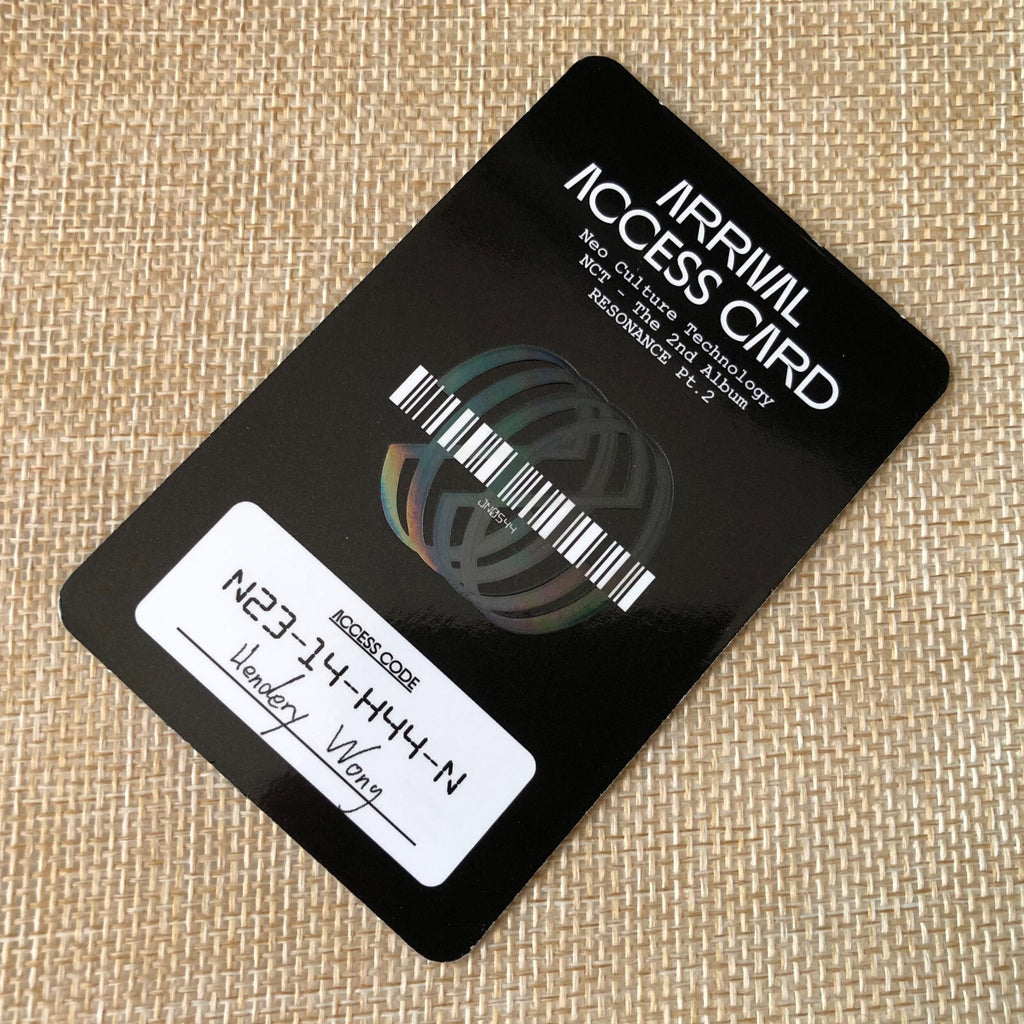 ARRIVAL
ACCESS CARD
Neo Culture Technology
NCT - The 2nd Album
RESONANCE Pt.2
JN0544
ACCESS CODE
N23-14-H44-N
Hendery Wong